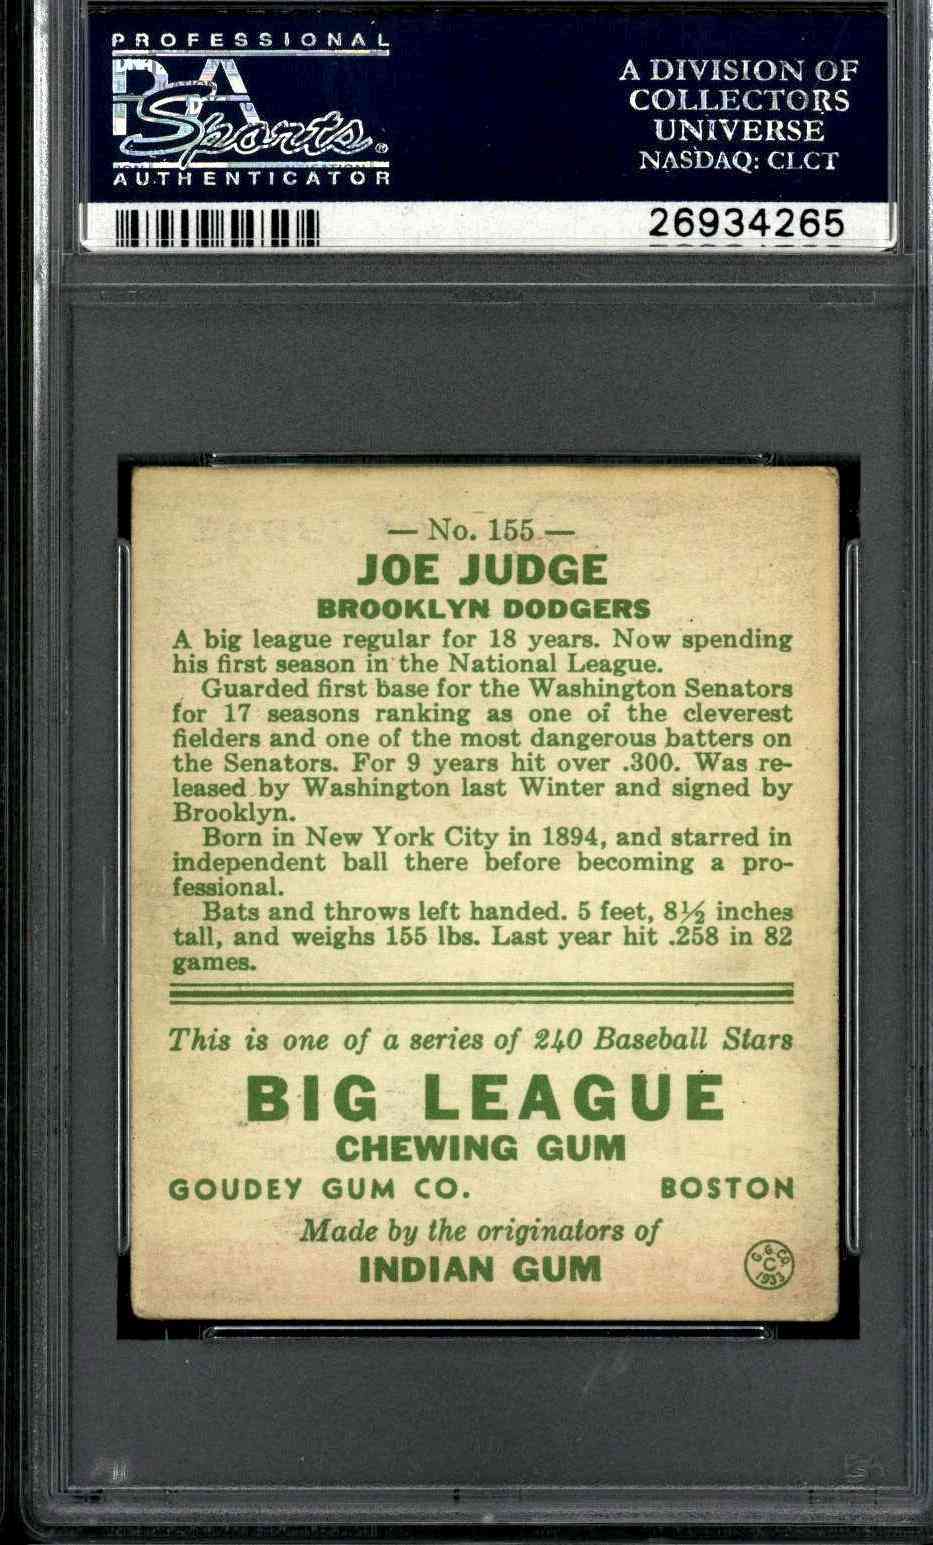 PROFESSIONAL
PSA
Sports®
AUTHENTICATOR
A DIVISION OF
COLLECTORS
UNIVERSE
NASDAQ: CLCT
26934265
— No. 155 —
JOE JUDGE
BROOKLYN DODGERS
A big league regular for 18 years. Now spending
his first season in the National League.
Guarded first base for the Washington Senators
for 17 seasons ranking as one of the cleverest
fielders and one of the most dangerous batters on
the Senators. For 9 years hit over .300. Was re-
leased by Washington last Winter and signed by
Brooklyn.
Born in New York City in 1894, and starred in
independent ball there before becoming a pro-
fessional.
Bats and throws left handed. 5 feet, 8½ inches
tall, and weighs 155 lbs. Last year hit .258 in 82
games.
This is one of a series of 240 Baseball Stars
BIG LEAGUE
CHEWING GUM
GOUDEY GUM CO. BOSTON
Made by the originators of
INDIAN GUM
G.G.CO.
C
1933